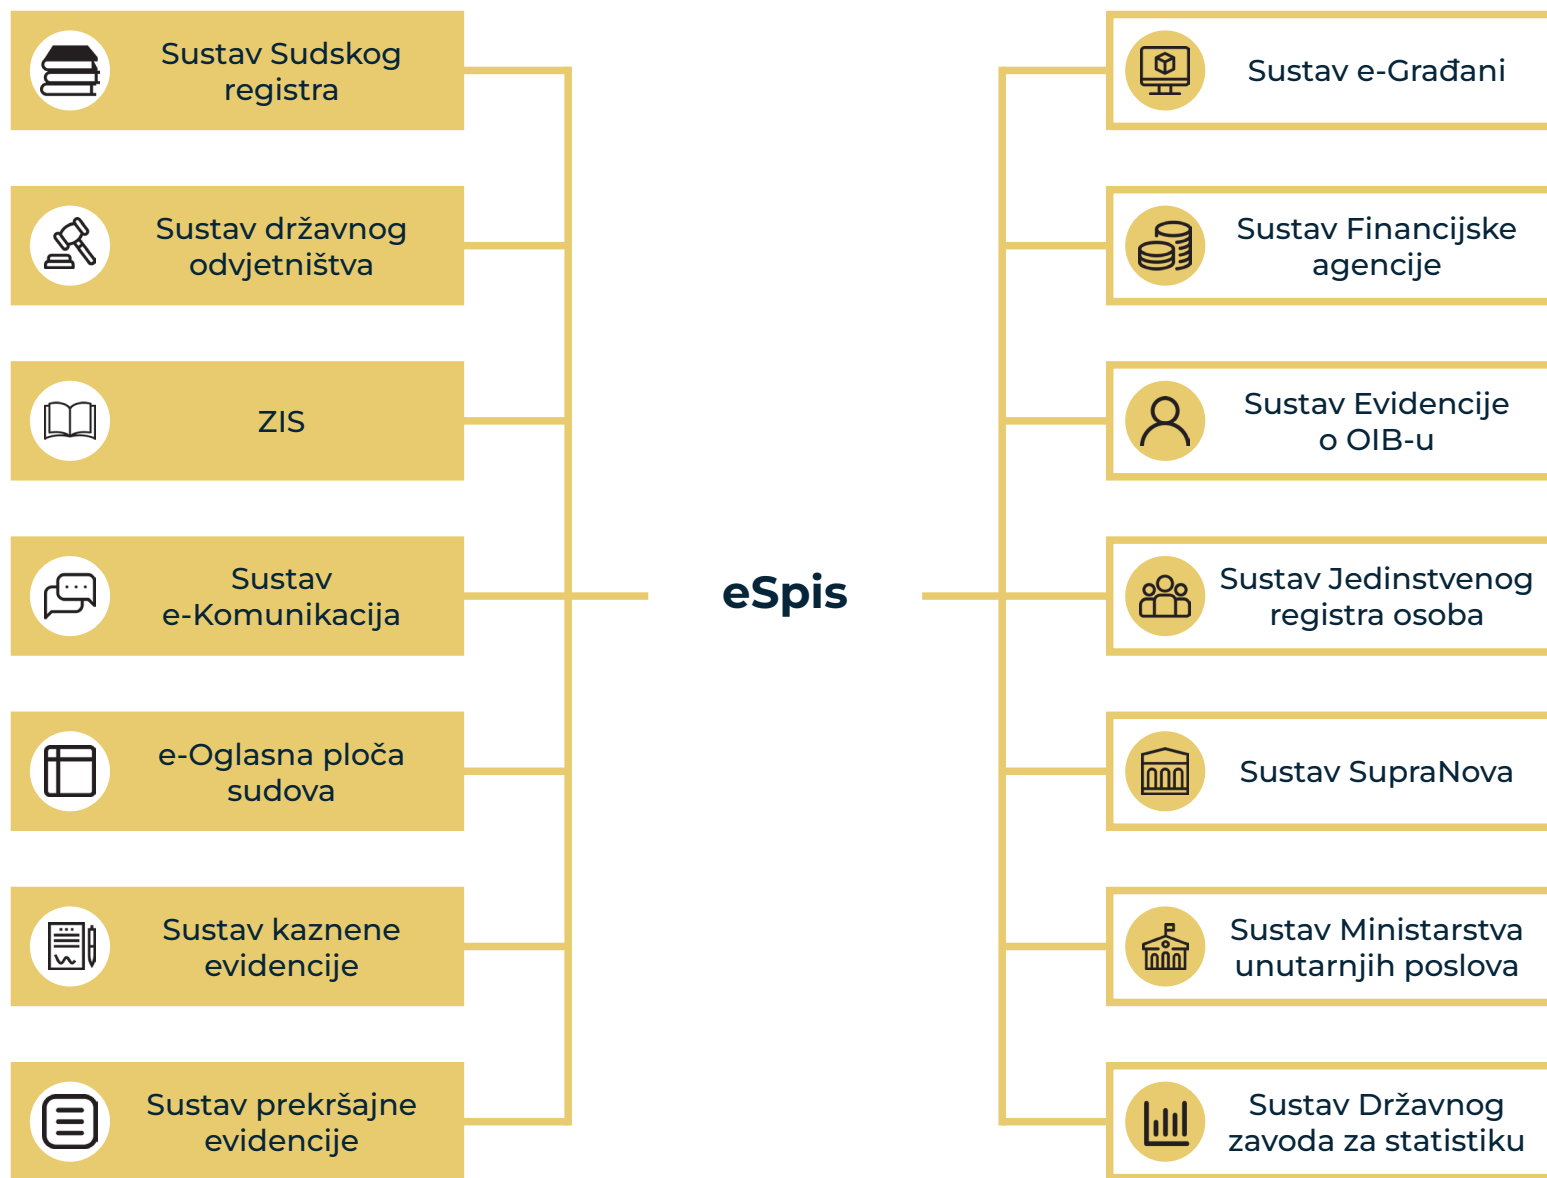 Sustav Sudskog
registra
Sustav državnog
odvjetništva
ZIS
Sustav
e-Komunikacija
e-Oglasna ploča
sudova
Sustav kaznene
evidencije
Sustav prekršajne
evidencije
eSpis
Sustav e-Građani
Sustav Financijske
agencije
Sustav Evidencije
o OIB-u
Sustav Jedinstvenog
registra osoba
Sustav SupraNova
Sustav Ministarstva
unutarnjih poslova
Sustav Državnog
zavoda za statistiku